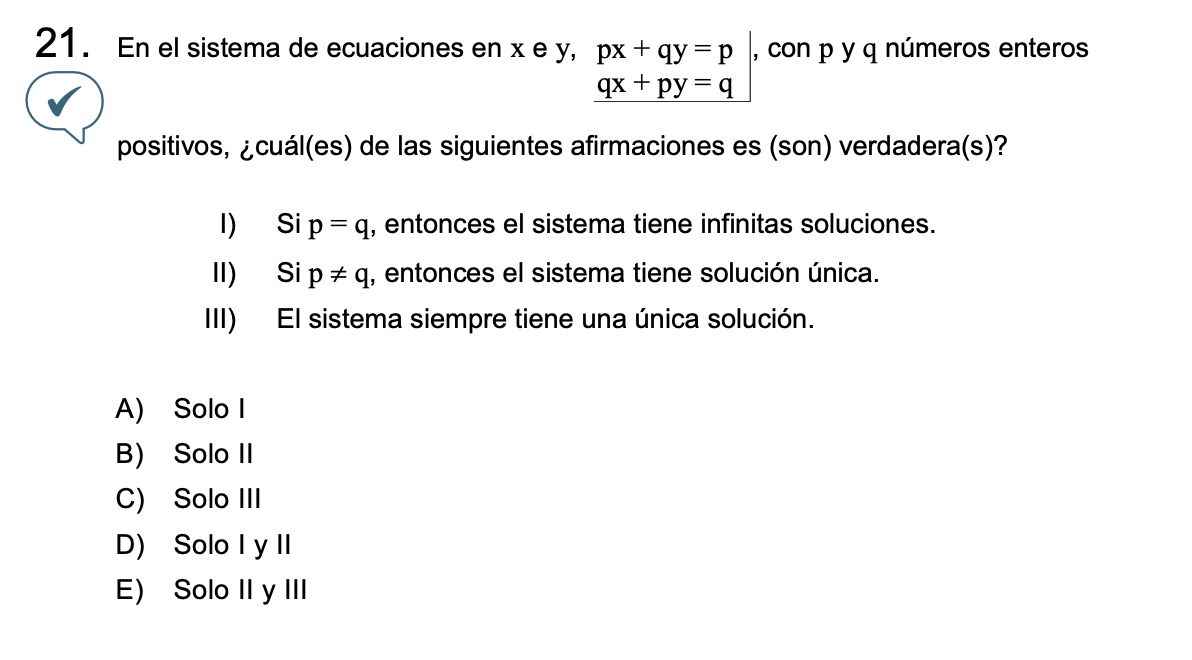 21. En el sistema de ecuaciones en x e y, px + qy = p , con p y q números enteros
qx + py = q
positivos, ¿cuál(es) de las siguientes afirmaciones es (son) verdadera(s)?
I) Si p = q, entonces el sistema tiene infinitas soluciones.
II) Si p ≠ q, entonces el sistema tiene solución única.
III) El sistema siempre tiene una única solución.
A) Solo I
B) Solo II
C) Solo III
D) Solo I y II
E) Solo II y III